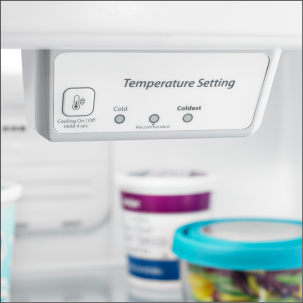 Temperature Setting
Cold
Coldest
Recommended
Cooling On / Off
Hold 4 sec